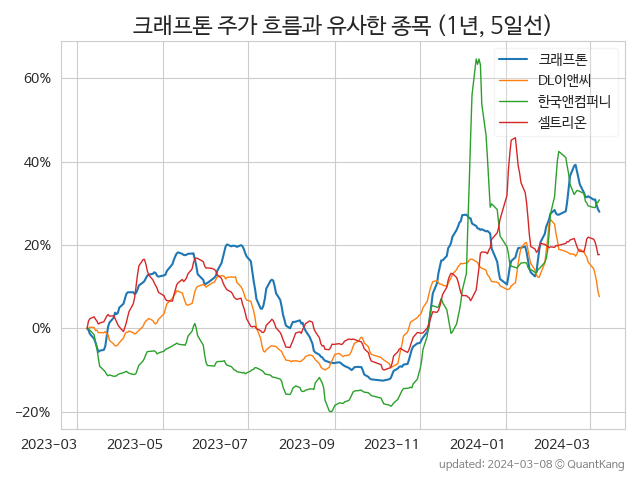 크래프톤 주가 흐름과 유사한 종목 (1년, 5일선)
크래프톤
DL이앤씨
한국앤컴퍼니
셀트리온
60%
40%
20%
0%
−20%
2023-03 2023-05 2023-07 2023-09 2023-11 2024-01 2024-03
updated: 2024-03-08 © QuantKang